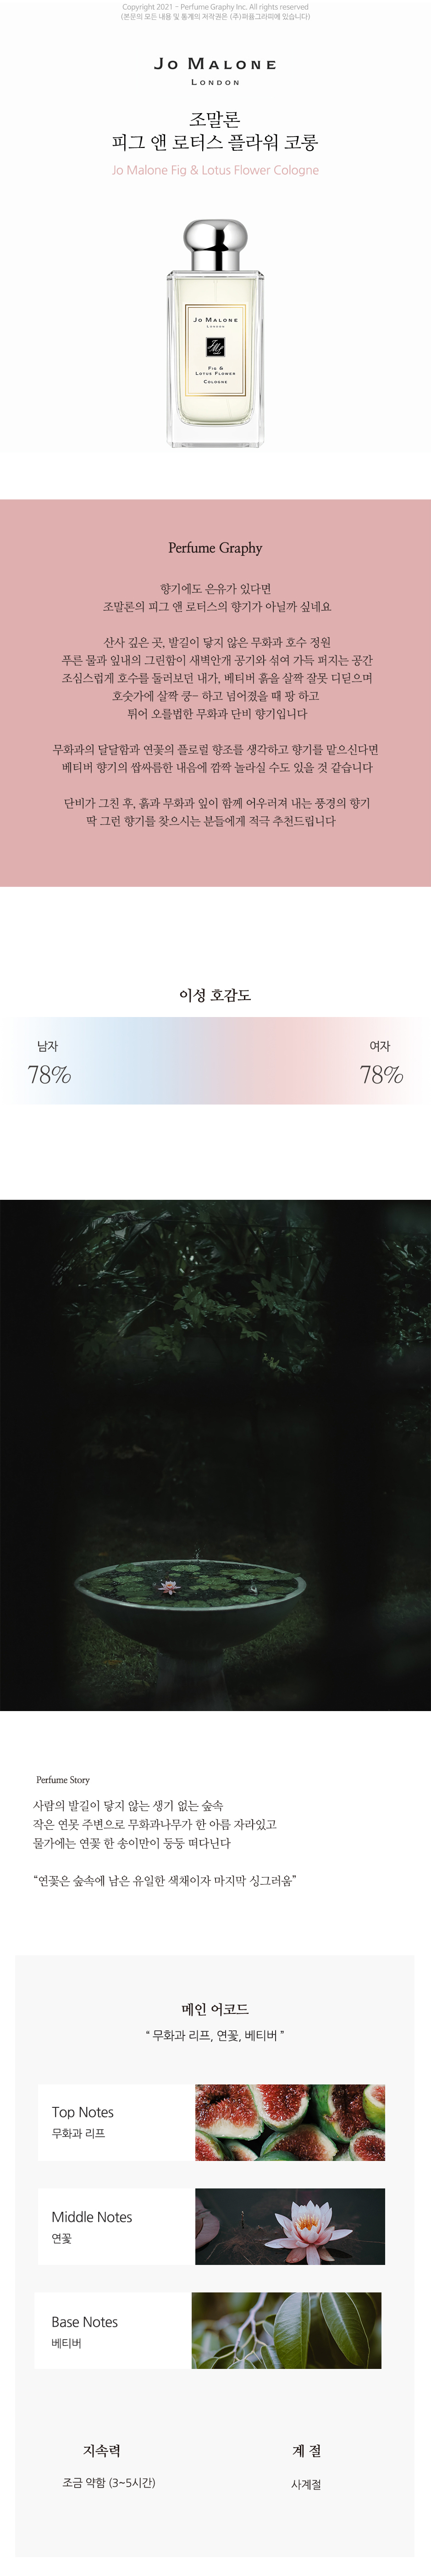 Copyright 2021 - Perfume Graphy Inc. All rights reserved
(본문의 모든 내용 및 통계의 저작권은 (주)퍼퓸그라피에 있습니다)
JO MALONE
LONDON
조말론
피그 앤 로터스 플라워 코롱
Jo Malone Fig & Lotus Flower Cologne
JO MALONE
LONDON
FIG &
LOTUS FLOWER
COLOGNE
Perfume Graphy
향기에도 은유가 있다면
조말론의 피그 앤 로터스의 향기가 아닐까 싶네요
산사 깊은 곳, 발길이 닿지 않은 무화과 호수 정원
푸른 물과 잎내의 그린함이 새벽안개 공기와 섞여 가득 퍼지는 공간
조심스럽게 호수를 둘러보던 내가, 베티버 흙을 살짝 잘못 디딛으며
호숫가에 살짝 쿵- 하고 넘어졌을 때 팡 하고
튀어 오를법한 무화과 단비 향기입니다
무화과의 달달함과 연꽃의 플로럴 향조를 생각하고 향기를 맡으신다면
베티버 향기의 쌉싸름한 내음에 깜짝 놀라실 수도 있을 것 같습니다
단비가 그친 후, 흙과 무화과 잎이 함께 어우러져 내는 풍경의 향기
딱 그런 향기를 찾으시는 분들에게 적극 추천드립니다
이성 호감도
남자 여자
78% 78%
Perfume Story
사람의 발길이 닿지 않는 생기 없는 숲속
작은 연못 주변으로 무화과나무가 한 아름 자라있고
물가에는 연꽃 한 송이만이 둥둥 떠다닌다
“연꽃은 숲속에 남은 유일한 색채이자 마지막 싱그러움”
메인 어코드
“ 무화과 리프, 연꽃, 베티버 ”
Top Notes
무화과 리프
Middle Notes
연꽃
Base Notes
베티버
지속력 계 절
조금 약함 (3~5시간) 사계절